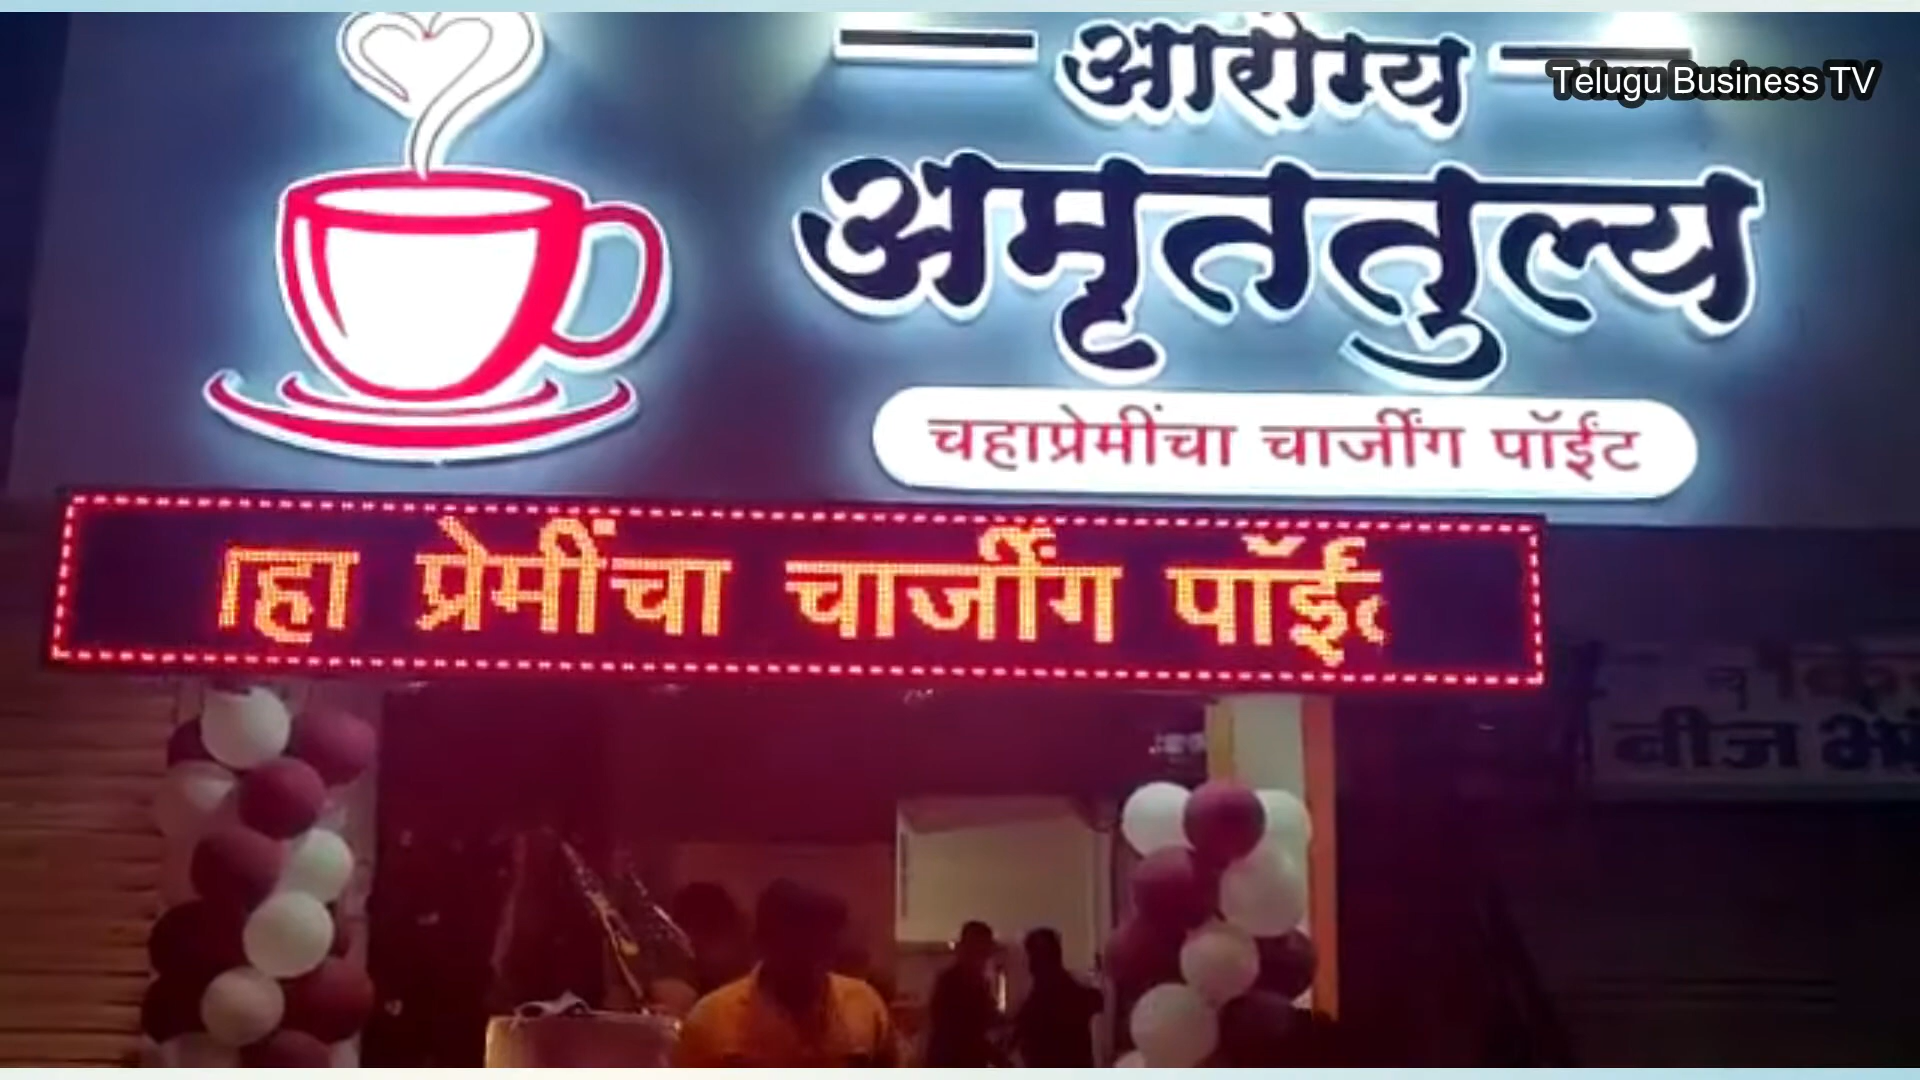 आरोग्य
Telugu Business TV
अमृततुल्य
चहाप्रेमींचा चार्जींग पॉईंट
हा प्रेमींचा चार्जींग पॉई
बीज